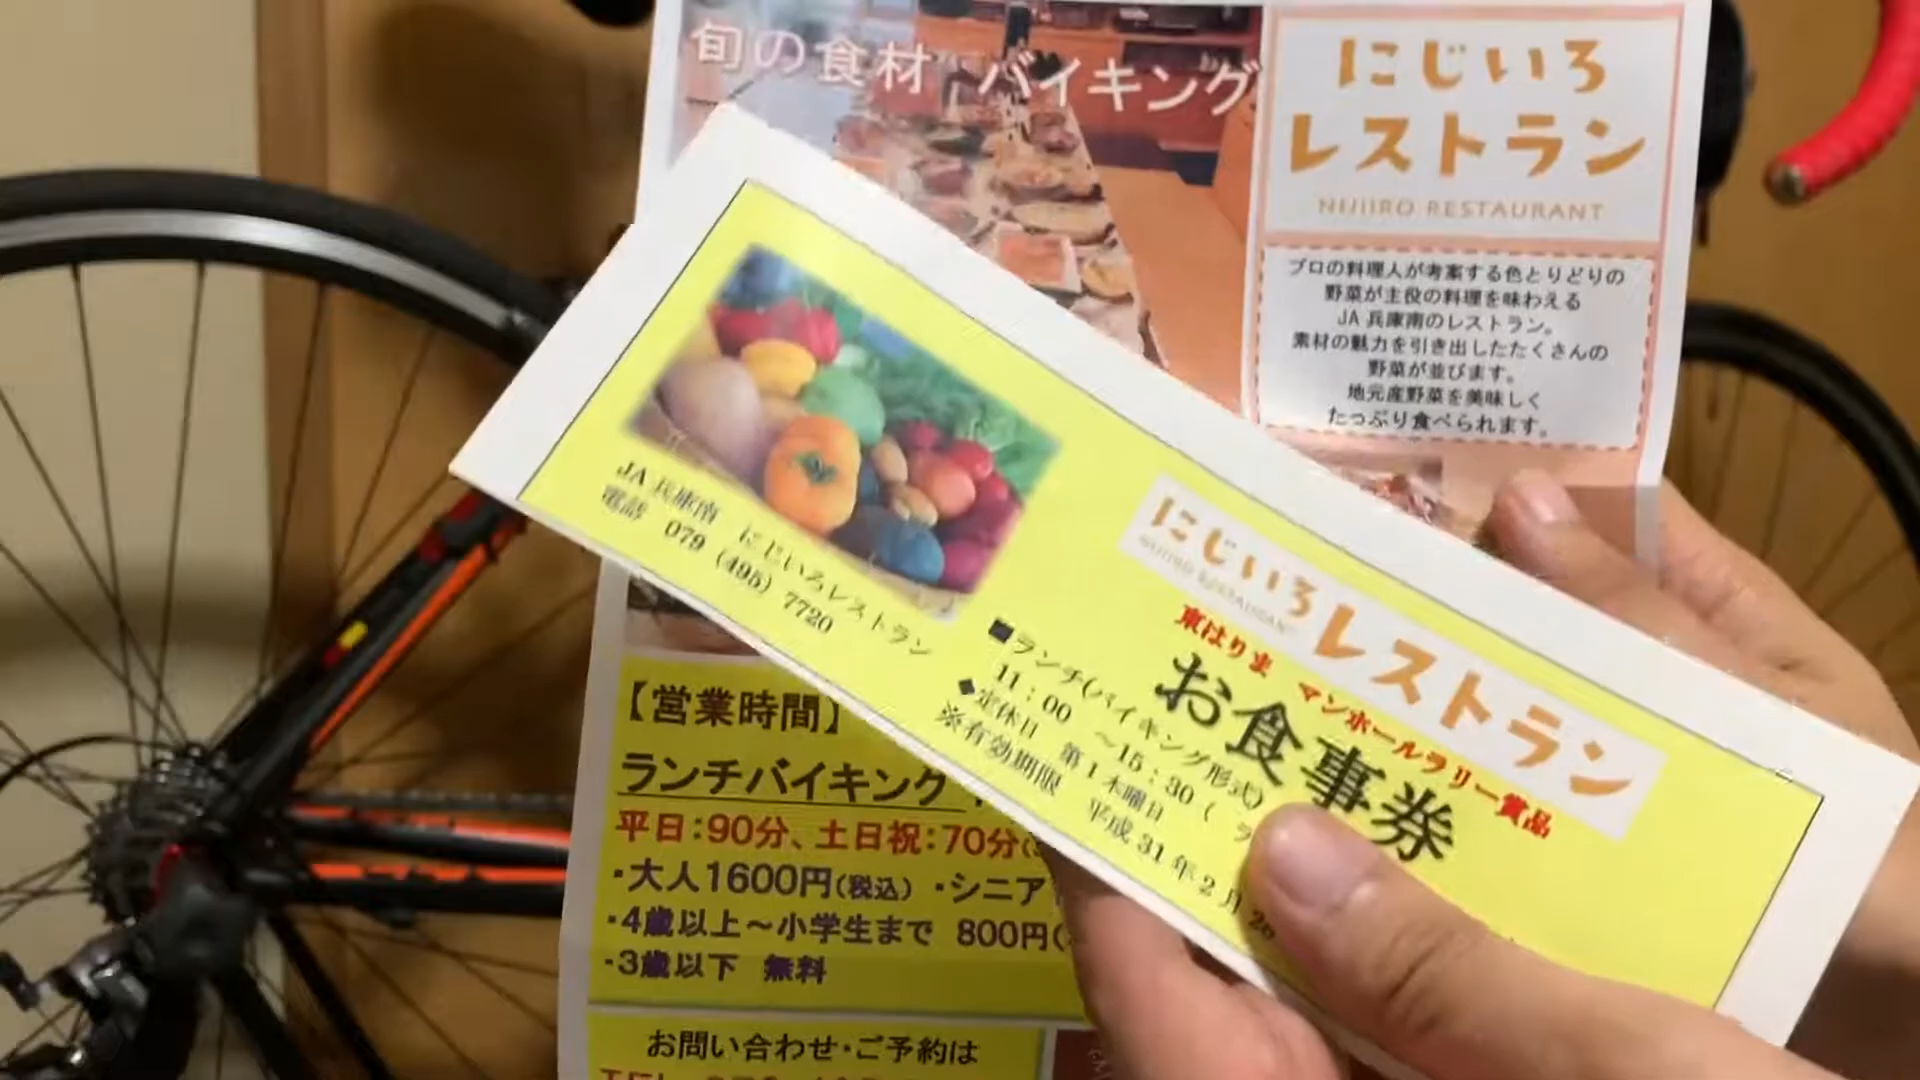 旬の食材 バイキング
にじいろ
レストラン
NIJIIRO RESTAURANT
プロの料理人が考案する色とりどりの
野菜が主役の料理を味わえる
JA兵庫南のレストラン。
素材の魅力を引き出したたくさんの
野菜が並びます。
地元産野菜を美味しく
たっぷり食べられます。
JA兵庫南 にじいろレストラン
電話 079 (495) 7720
にじいろレストラン
NIJIIRO RESTAURANT
東はりま マンホールラリー賞品
お食事券
■ランチ(バイキング形式)
11:00 ～15:30 ( ラ
◆定休日 第1木曜日
※有効期限 平成31年2月
【営業時間】
ランチバイキング
平日:90分、土日祝:70分
・大人1600円(税込) ・シニア
・4歳以上～小学生まで 800円
・3歳以下 無料
お問い合わせ・ご予約は